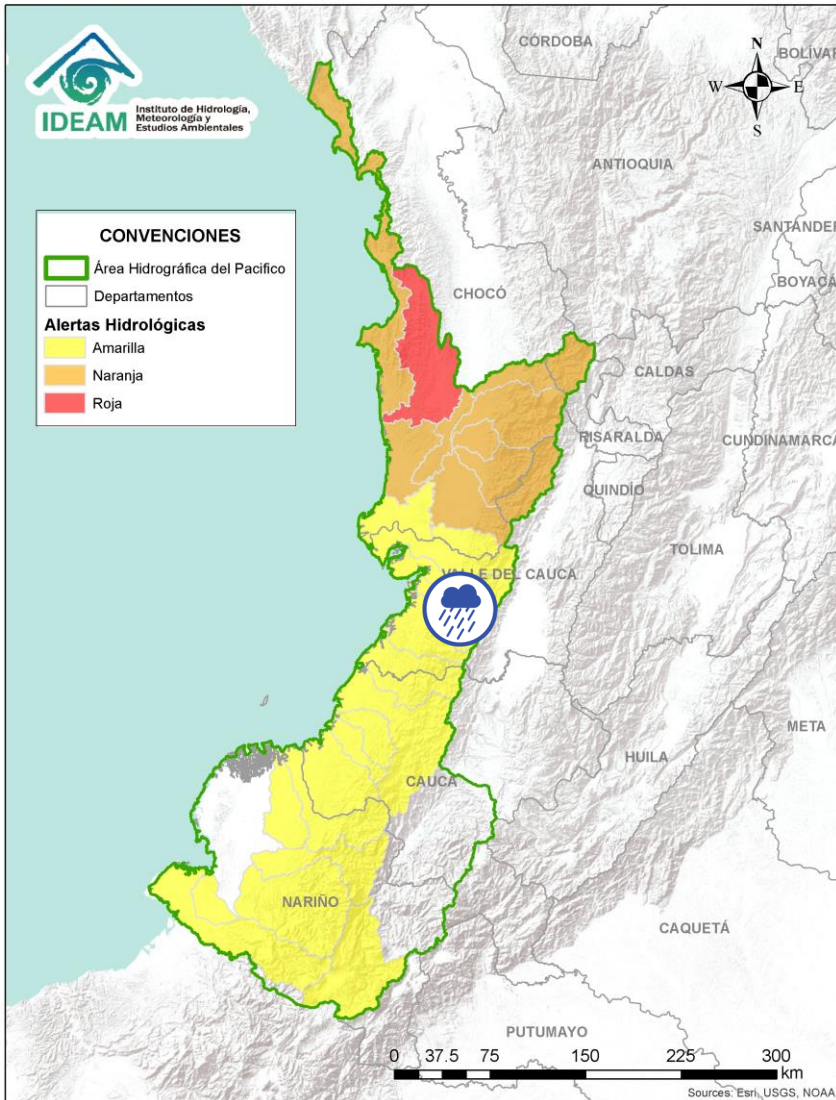 IDEAM
Instituto de Hidrología,
Meteorología y
Estudios Ambientales
CÓRDOBA
BOLÍVAR
N
W E
S
ANTIOQUIA
SANTANDER
BOYACÁ
CONVENCIONES
Área Hidrográfica del Pacifico
Departamentos
Alertas Hidrológicas
Amarilla
Naranja
Roja
CHOCÓ
CALDAS
RISARALDA
CUNDINAMARCA
QUINDÍO
TOLIMA
VALLE DEL CAUCA
META
HUILA
CAUCA
NARIÑO
CAQUETÁ
PUTUMAYO
0 37.5 75 150 225 300
km
Sources: Esri, USGS, NOAA